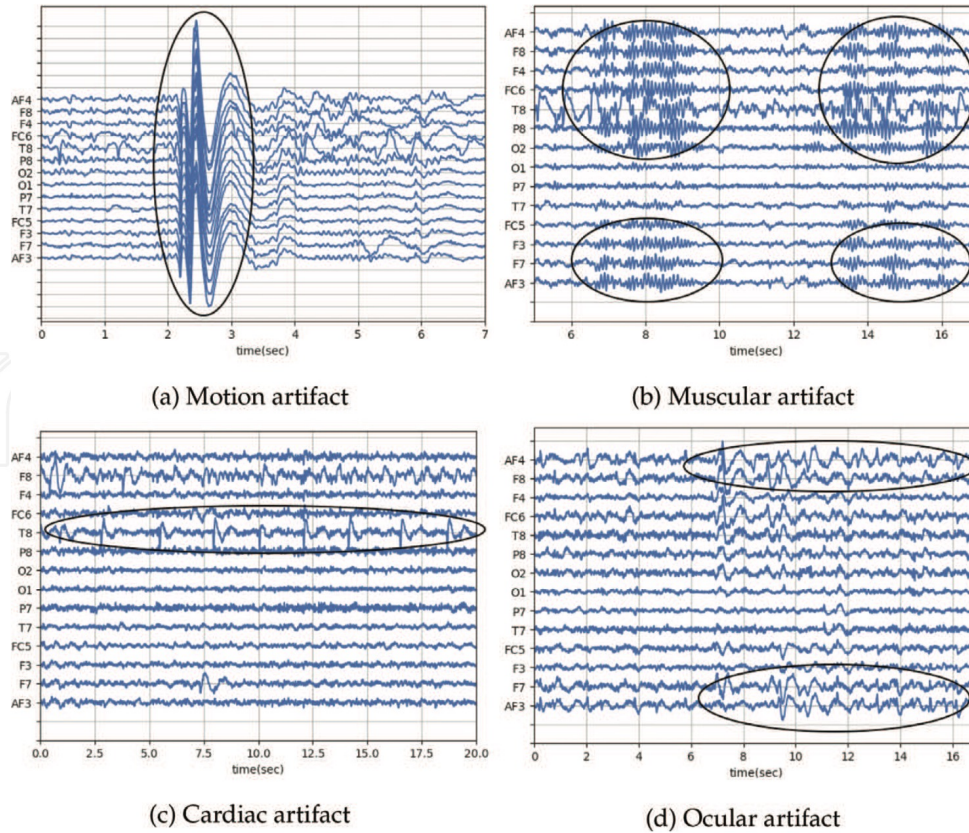 AF4
F8
F4
FC6
T8
P8
O2
O1
P7
T7
FC5
F3
F7
AF3
0 1 2 3 4 5 6 7
time(sec)
(a) Motion artifact
AF4
F8
F4
FC6
T8
P8
O2
O1
P7
T7
FC5
F3
F7
AF3
6 8 10 12 14 16
time(sec)
(b) Muscular artifact
AF4
F8
F4
FC6
T8
P8
O2
O1
P7
T7
FC5
F3
F7
AF3
0.0 2.5 5.0 7.5 10.0 12.5 15.0 17.5 20.0
time(sec)
(c) Cardiac artifact
AF4
F8
F4
FC6
T8
P8
O2
O1
P7
T7
FC5
F3
F7
AF3
0 2 4 6 8 10 12 14 16
time(sec)
(d) Ocular artifact